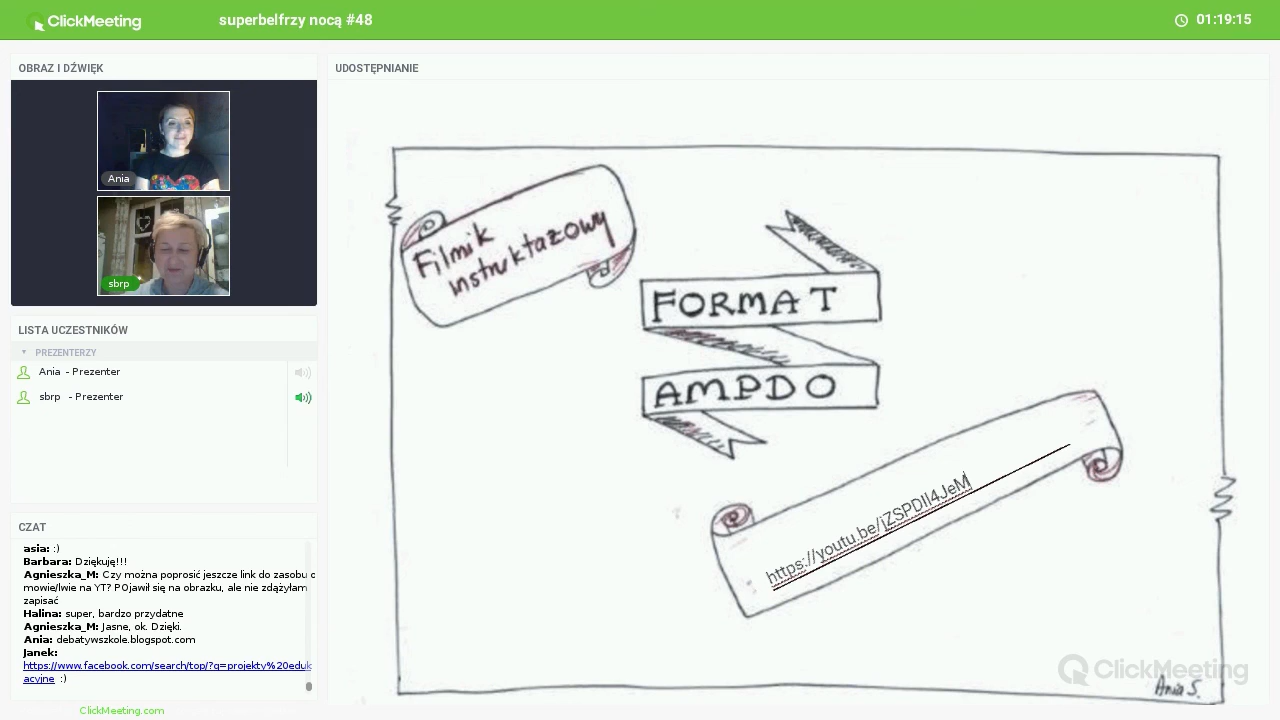 ClickMeeting
superbelfrzy nocą #48
01:19:15
OBRAZ I DŹWIĘK
UDOSTĘPNIANIE
Ania
sbrp
LISTA UCZESTNIKÓW
PREZENTERZY
Ania - Prezenter
sbrp - Prezenter
CZAT
asia: :)
Barbara: Dziękuję!!!
Agnieszka_M: Czy można poprosić jeszcze link do zasobu o
mowie/lwie na YT? POjawił się na obrazku, ale nie zdążyłam
zapisać
Halina: super, bardzo przydatne
Agnieszka_M: Jasne, ok. Dzięki.
Ania: debatywszkole.blogspot.com
Janek:
https://www.facebook.com/search/top/?q=projekty%20eduk
acyjne :)
ClickMeeting.com
Filmik
instruktażowy
FORMAT
AMPDO
https://youtu.be/jZSPDII4JeM
ClickMeeting
Ania S.